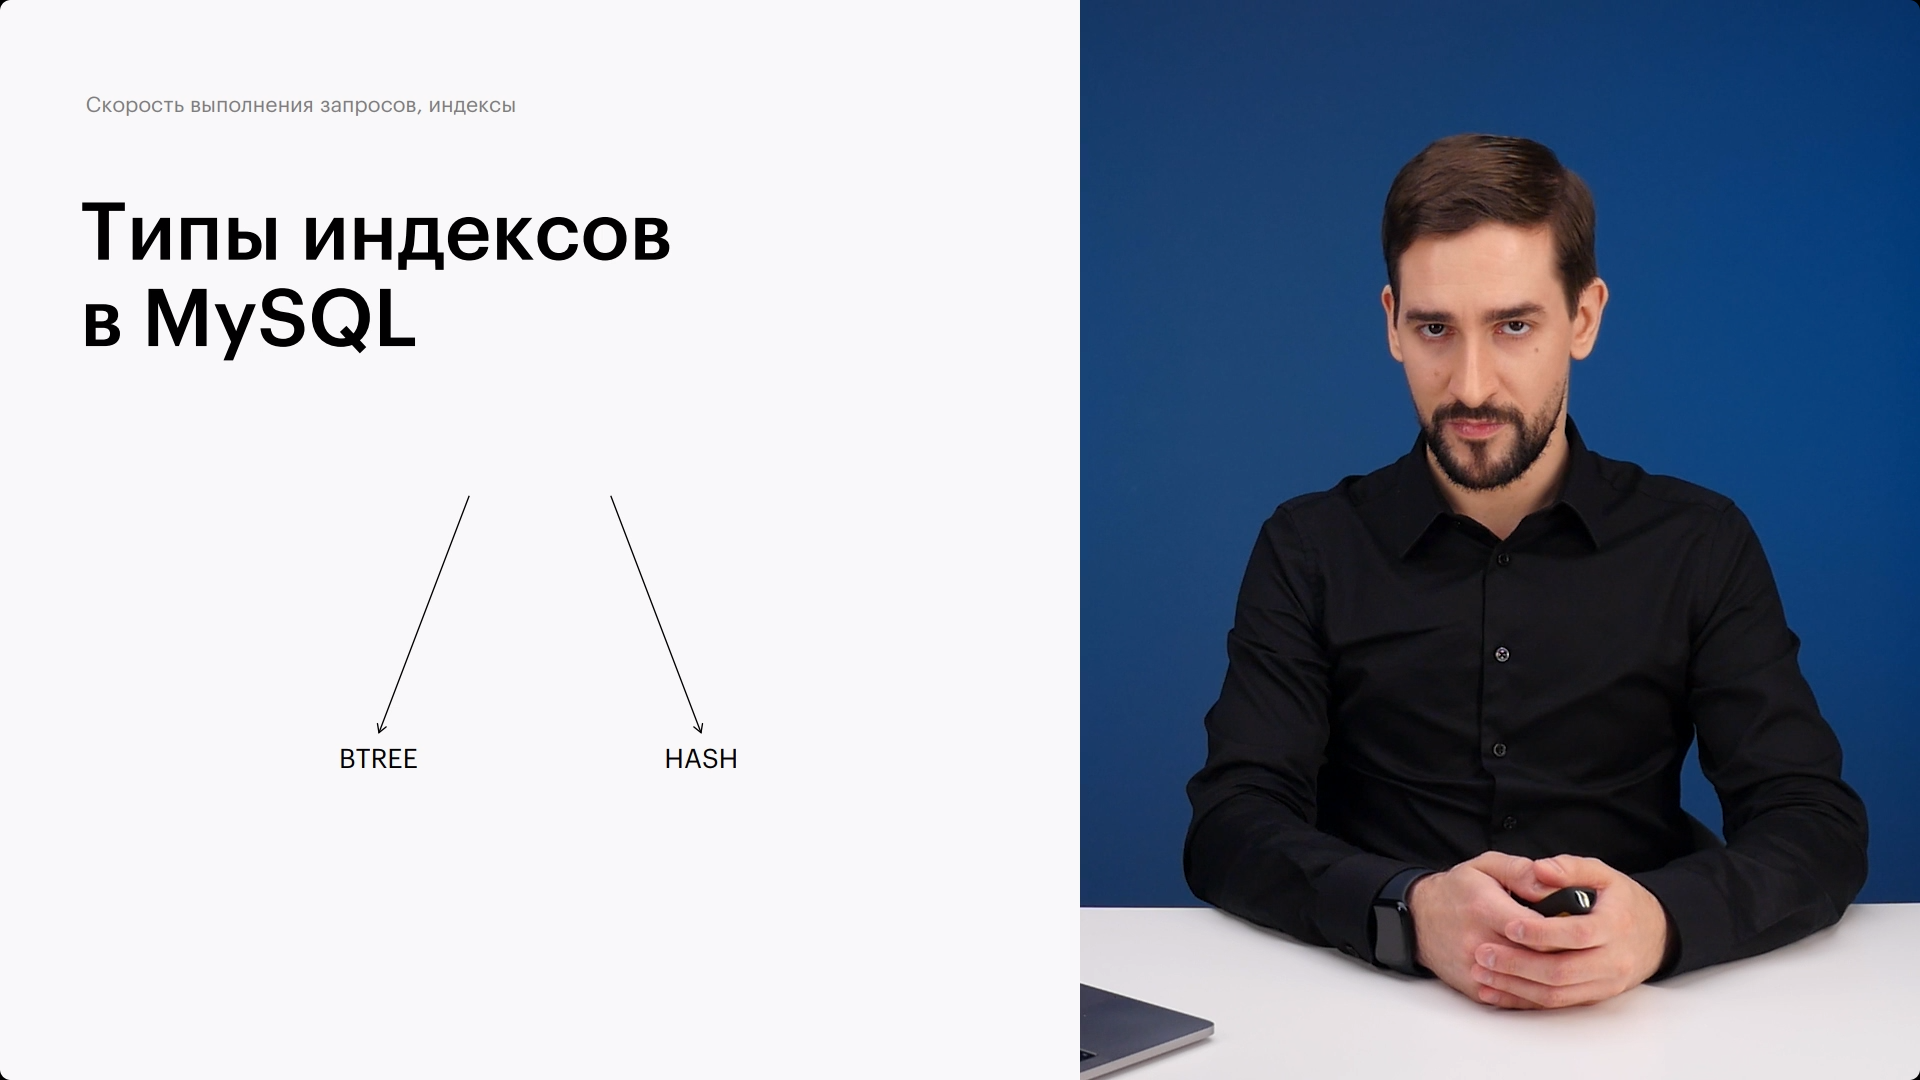 Скорость выполнения запросов, индексы
Типы индексов
в MySQL
BTREE
HASH